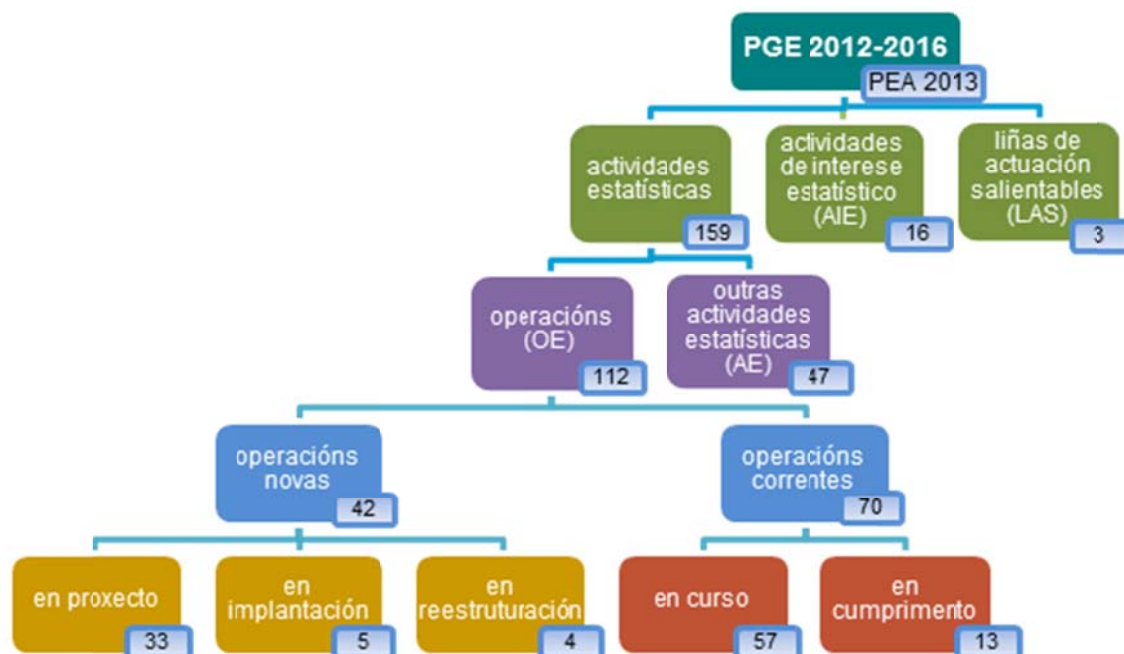 PGE 2012-2016
PEA 2013
actividades
estatísticas
159
actividades
de interese
estatístico
(AIE)
16
liñas de
actuación
salientables
(LAS)
3
operacións
(OE)
112
outras
actividades
estatísticas
(AE)
47
operacións
novas
42
operacións
correntes
70
en proxecto
33
en
implantación
5
en
reestruturación
4
en curso
57
en
cumprimento
13